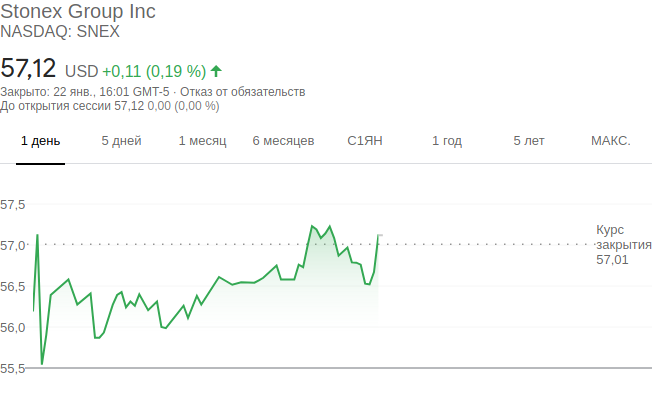 Stonex Group Inc
NASDAQ: SNEX
57,12 USD +0,11 (0,19 %)
Закрыто: 22 янв., 16:01 GMT-5 · Отказ от обязательств
До открытия сессии 57,12 0,00 (0,00 %)
1 день 5 дней 1 месяц 6 месяцев С1ЯН 1 год 5 лет МАКС.
57,5
57,0
56,5
56,0
55,5
Курс
закрытия
57,01